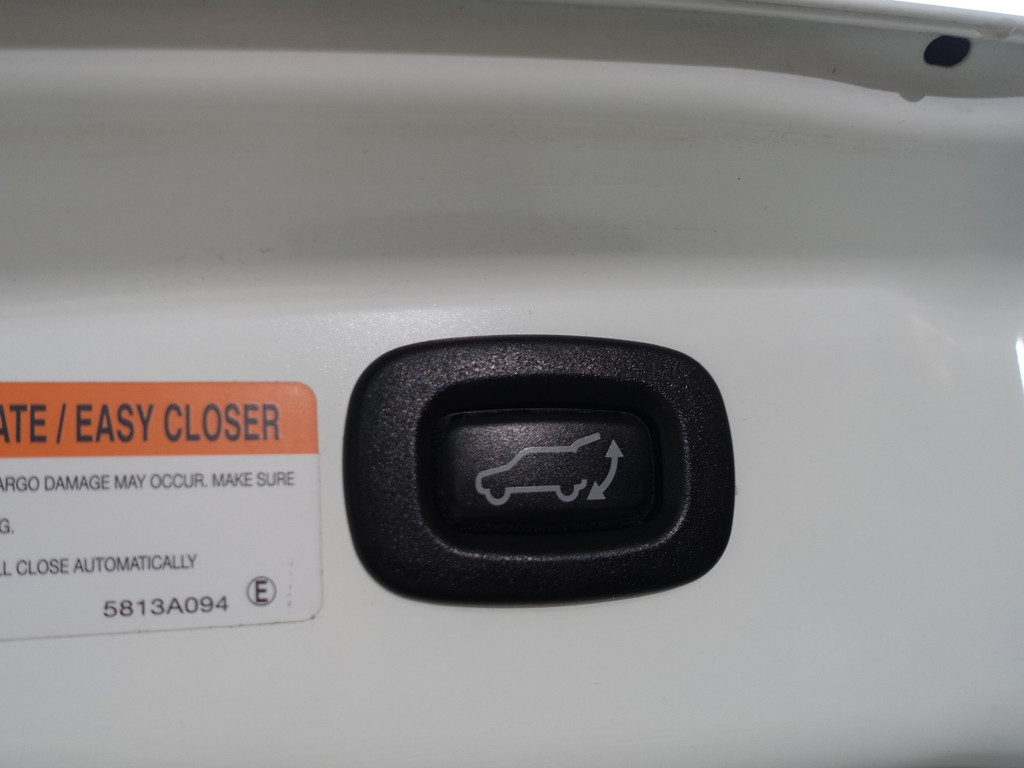 ATE / EASY CLOSER
ARGO DAMAGE MAY OCCUR. MAKE SURE
G.
LL CLOSE AUTOMATICALLY
5813A094 E